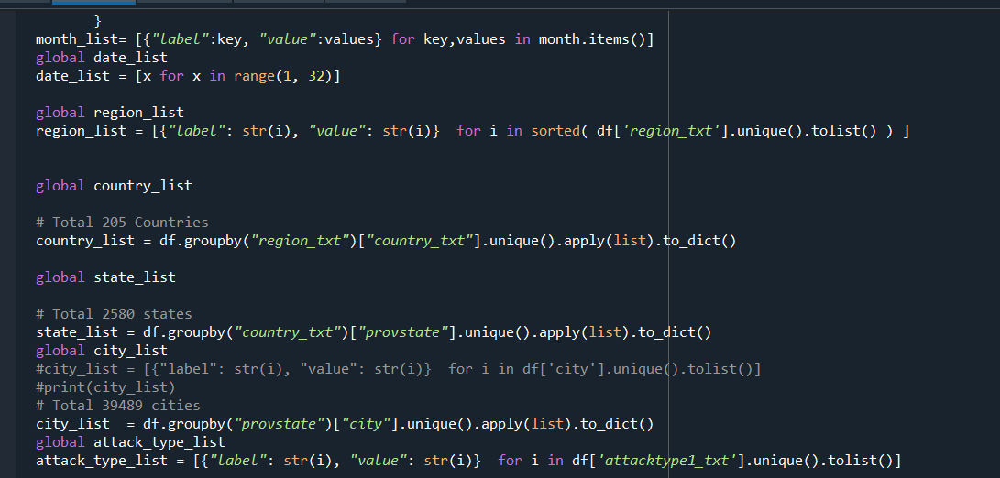 }
month_list= [{"label":key, "value":values} for key,values in month.items()]
global date_list
date_list = [x for x in range(1, 32)]
global region_list
region_list = [{"label": str(i), "value": str(i)}  for i in sorted( df['region_txt'].unique().tolist() ) ]
global country_list
# Total 205 Countries
country_list = df.groupby("region_txt")["country_txt"].unique().apply(list).to_dict()
global state_list
# Total 2580 states
state_list = df.groupby("country_txt")["provstate"].unique().apply(list).to_dict()
global city_list
#city_list = [{"label": str(i), "value": str(i)}  for i in df['city'].unique().tolist()]
#print(city_list)
# Total 39489 cities
city_list  = df.groupby("provstate")["city"].unique().apply(list).to_dict()
global attack_type_list
attack_type_list = [{"label": str(i), "value": str(i)}  for i in df['attacktype1_txt'].unique().tolist()]